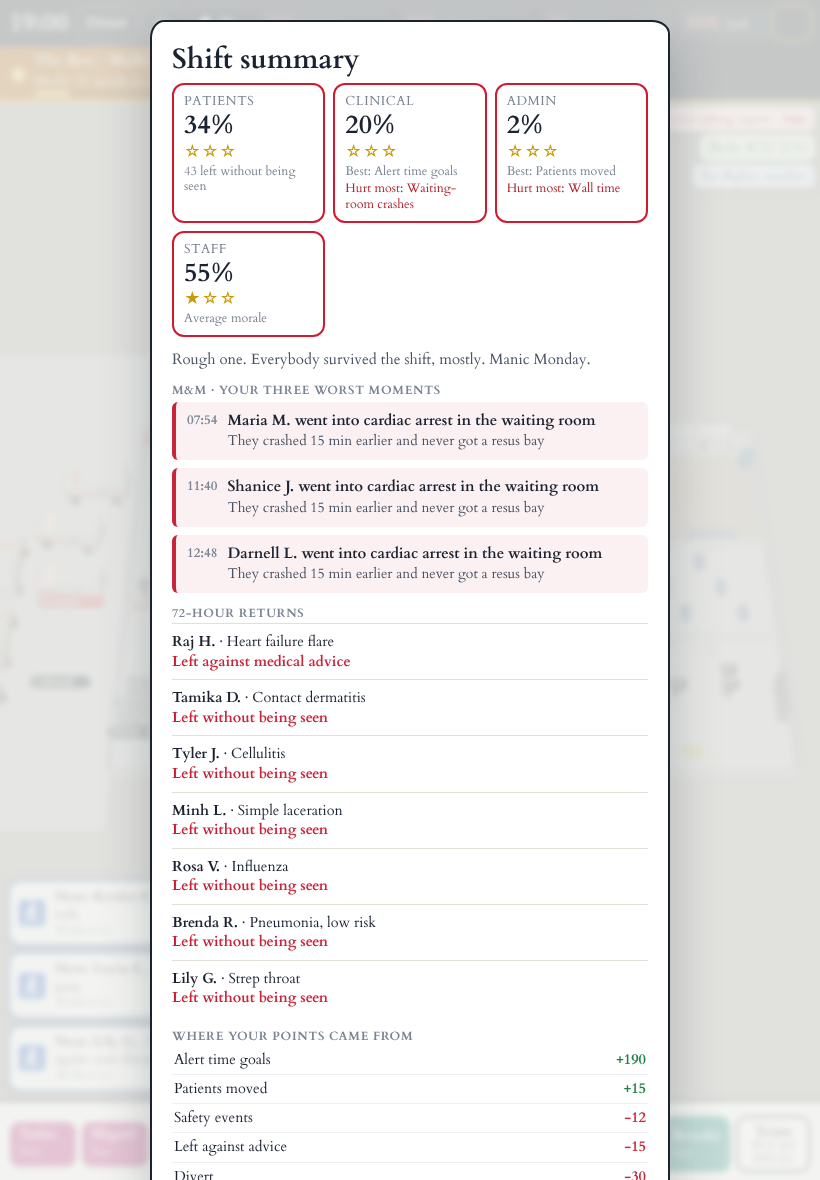 19:00
Shift summary
PATIENTS
34%
43 left without being
seen
CLINICAL
20%
Best: Alert time goals
Hurt most: Waiting-
room crashes
ADMIN
2%
Best: Patients moved
Hurt most: Wall time
STAFF
55%
Average morale
Rough one. Everybody survived the shift, mostly. Manic Monday.
M&M · YOUR THREE WORST MOMENTS
07:54 Maria M. went into cardiac arrest in the waiting room
They crashed 15 min earlier and never got a resus bay
11:40 Shanice J. went into cardiac arrest in the waiting room
They crashed 15 min earlier and never got a resus bay
12:48 Darnell L. went into cardiac arrest in the waiting room
They crashed 15 min earlier and never got a resus bay
72-HOUR RETURNS
Raj H. · Heart failure flare
Left against medical advice
Tamika D. · Contact dermatitis
Left without being seen
Tyler J. · Cellulitis
Left without being seen
Minh L. · Simple laceration
Left without being seen
Rosa V. · Influenza
Left without being seen
Brenda R. · Pneumonia, low risk
Left without being seen
Lily G. · Strep throat
Left without being seen
WHERE YOUR POINTS CAME FROM
Alert time goals +190
Patients moved +15
Safety events −12
Left against advice −15
Divert −30